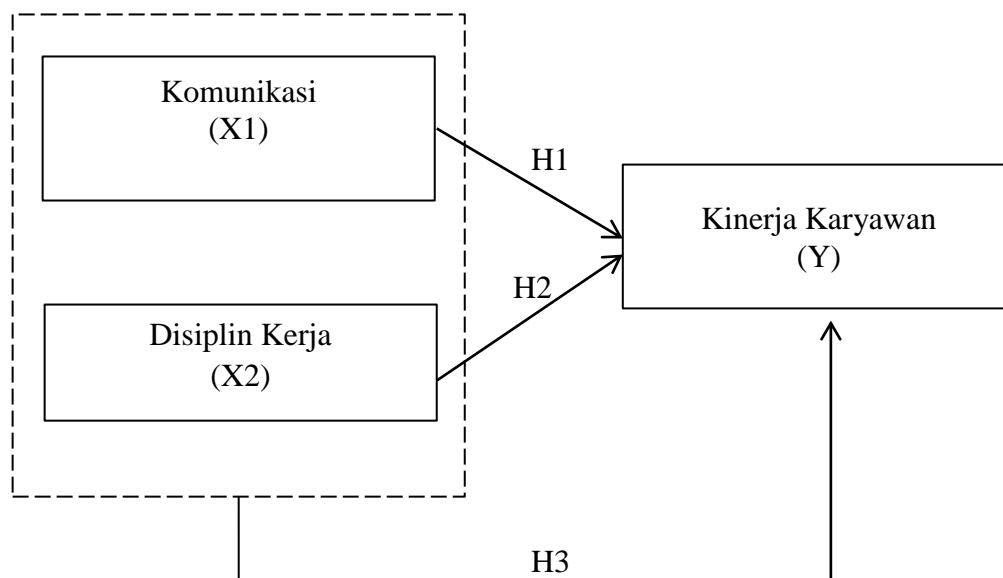 Komunikasi
(X1)
H1
Kinerja Karyawan
(Y)
H2
Disiplin Kerja
(X2)
H3